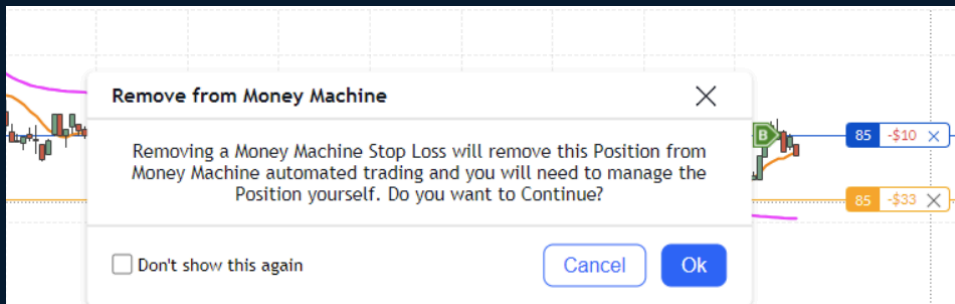 Remove from Money Machine
B
85 -$10
Removing a Money Machine Stop Loss will remove this Position from
Money Machine automated trading and you will need to manage the
Position yourself. Do you want to Continue?
85 -$33
Don't show this again
Cancel
Ok